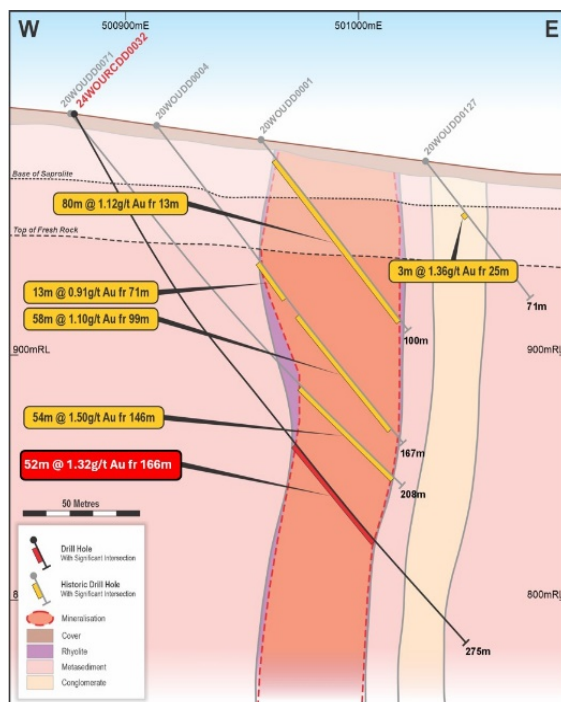 W
500900mE
501000mE
E
20WOUDD0071
24WOURCDD0032
20WOUDD0004
20WOUDD0001
20WOUDD0127
Base of Saprolite
80m @ 1.12g/t Au fr 13m
Top of Fresh Rock
3m @ 1.36g/t Au fr 25m
13m @ 0.91g/t Au fr 71m
71m
58m @ 1.10g/t Au fr 99m
100m
900mRL
900mRL
54m @ 1.50g/t Au fr 146m
167m
52m @ 1.32g/t Au fr 166m
208m
50 Metres
Drill Hole
With Significant Intersection
Historic Drill Hole
With Significant Intersection
800mRL
Mineralisation
Cover
Rhyolite
275m
Metasediment
Conglomerate